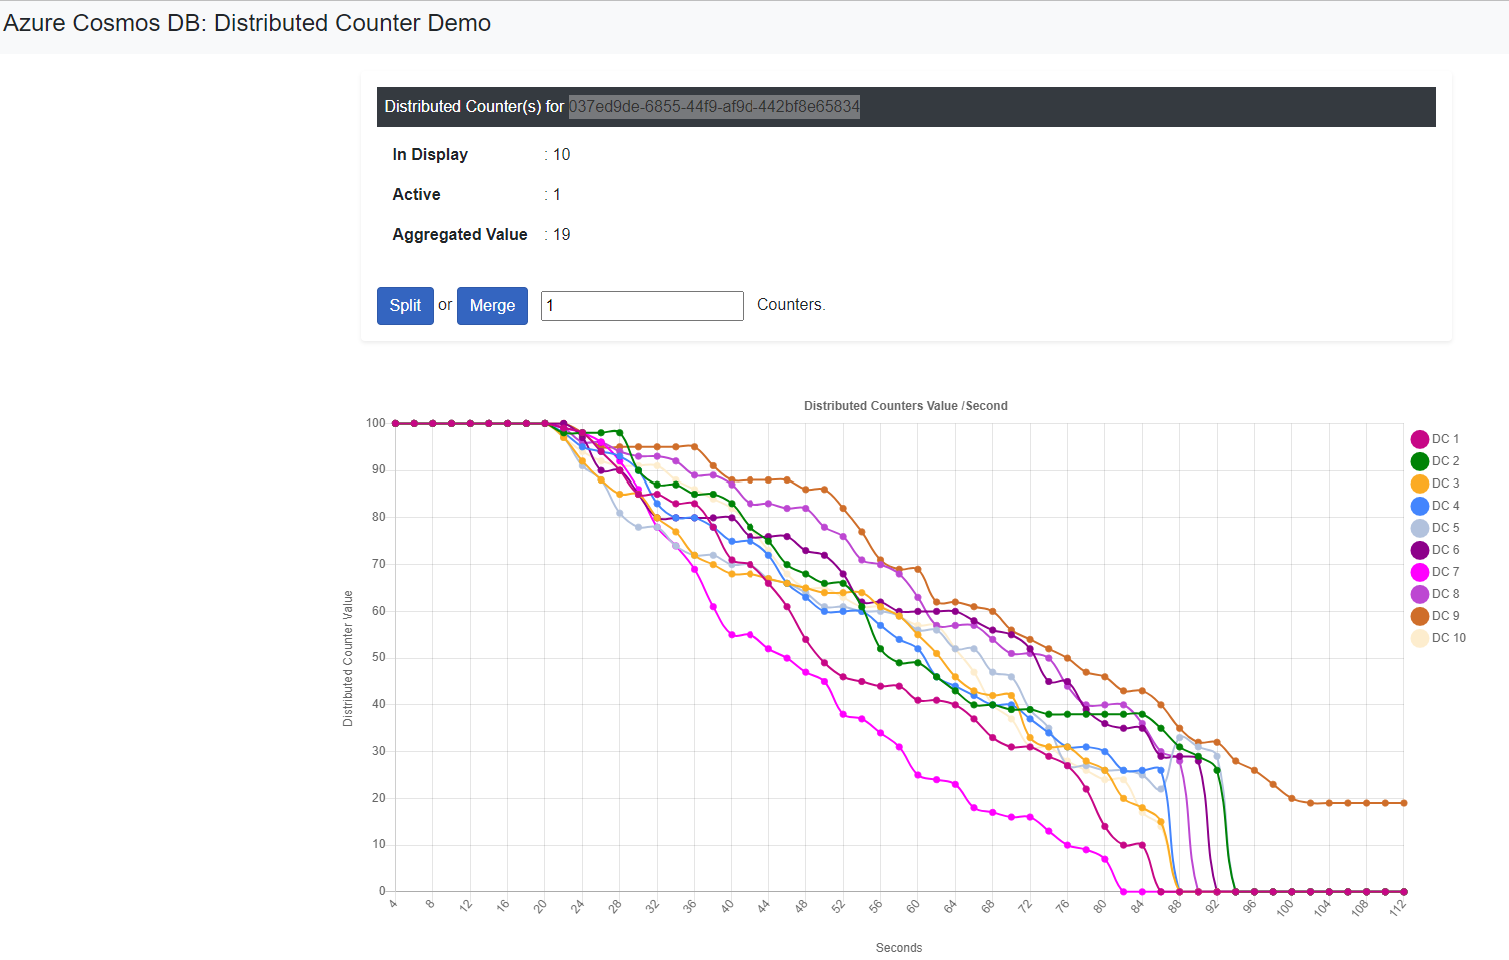 Azure Cosmos DB: Distributed Counter Demo
Distributed Counter(s) for 037ed9de-6855-44f9-af9d-442bf8e65834
In Display : 10
Active : 1
Aggregated Value : 19
Split or Merge 1 Counters.
Distributed Counters Value /Second
100
90
80
70
60
50
40
30
20
10
0
Distributed Counter Value
4 8 12 16 20 24 28 32 36 40 44 48 52 56 60 64 68 72 76 80 84 88 92 96 100 104 108 112
Seconds
DC 1
DC 2
DC 3
DC 4
DC 5
DC 6
DC 7
DC 8
DC 9
DC 10